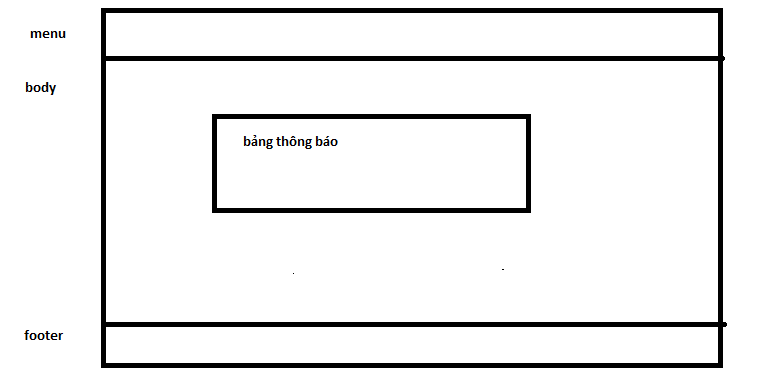 menu
body
bảng thông báo
footer